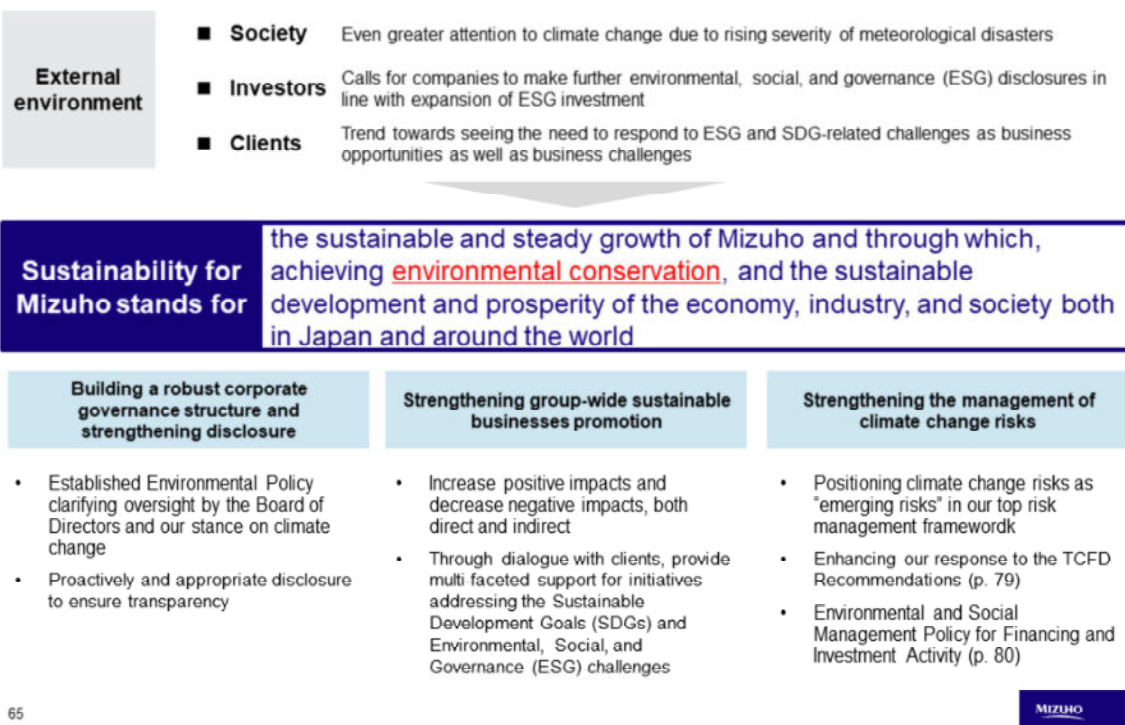 External
environment
■ Society
Even greater attention to climate change due to rising severity of meteorological disasters
■ Investors
Calls for companies to make further environmental, social, and governance (ESG) disclosures in
line with expansion of ESG investment
■ Clients
Trend towards seeing the need to respond to ESG and SDG-related challenges as business
opportunities as well as business challenges
Sustainability for
Mizuho stands for
the sustainable and steady growth of Mizuho and through which,
achieving environmental conservation, and the sustainable
development and prosperity of the economy, industry, and society both
in Japan and around the world
Building a robust corporate
governance structure and
strengthening disclosure
• Established Environmental Policy
clarifying oversight by the Board of
Directors and our stance on climate
change
• Proactively and appropriate disclosure
to ensure transparency
Strengthening group-wide sustainable
businesses promotion
• Increase positive impacts and
decrease negative impacts, both
direct and indirect
• Through dialogue with clients, provide
multi faceted support for initiatives
addressing the Sustainable
Development Goals (SDGs) and
Environmental, Social, and
Governance (ESG) challenges
Strengthening the management of
climate change risks
• Positioning climate change risks as
“emerging risks” in our top risk
management framewordk
• Enhancing our response to the TCFD
Recommendations (p. 79)
• Environmental and Social
Management Policy for Financing and
Investment Activity (p. 80)
65
MIZUHO